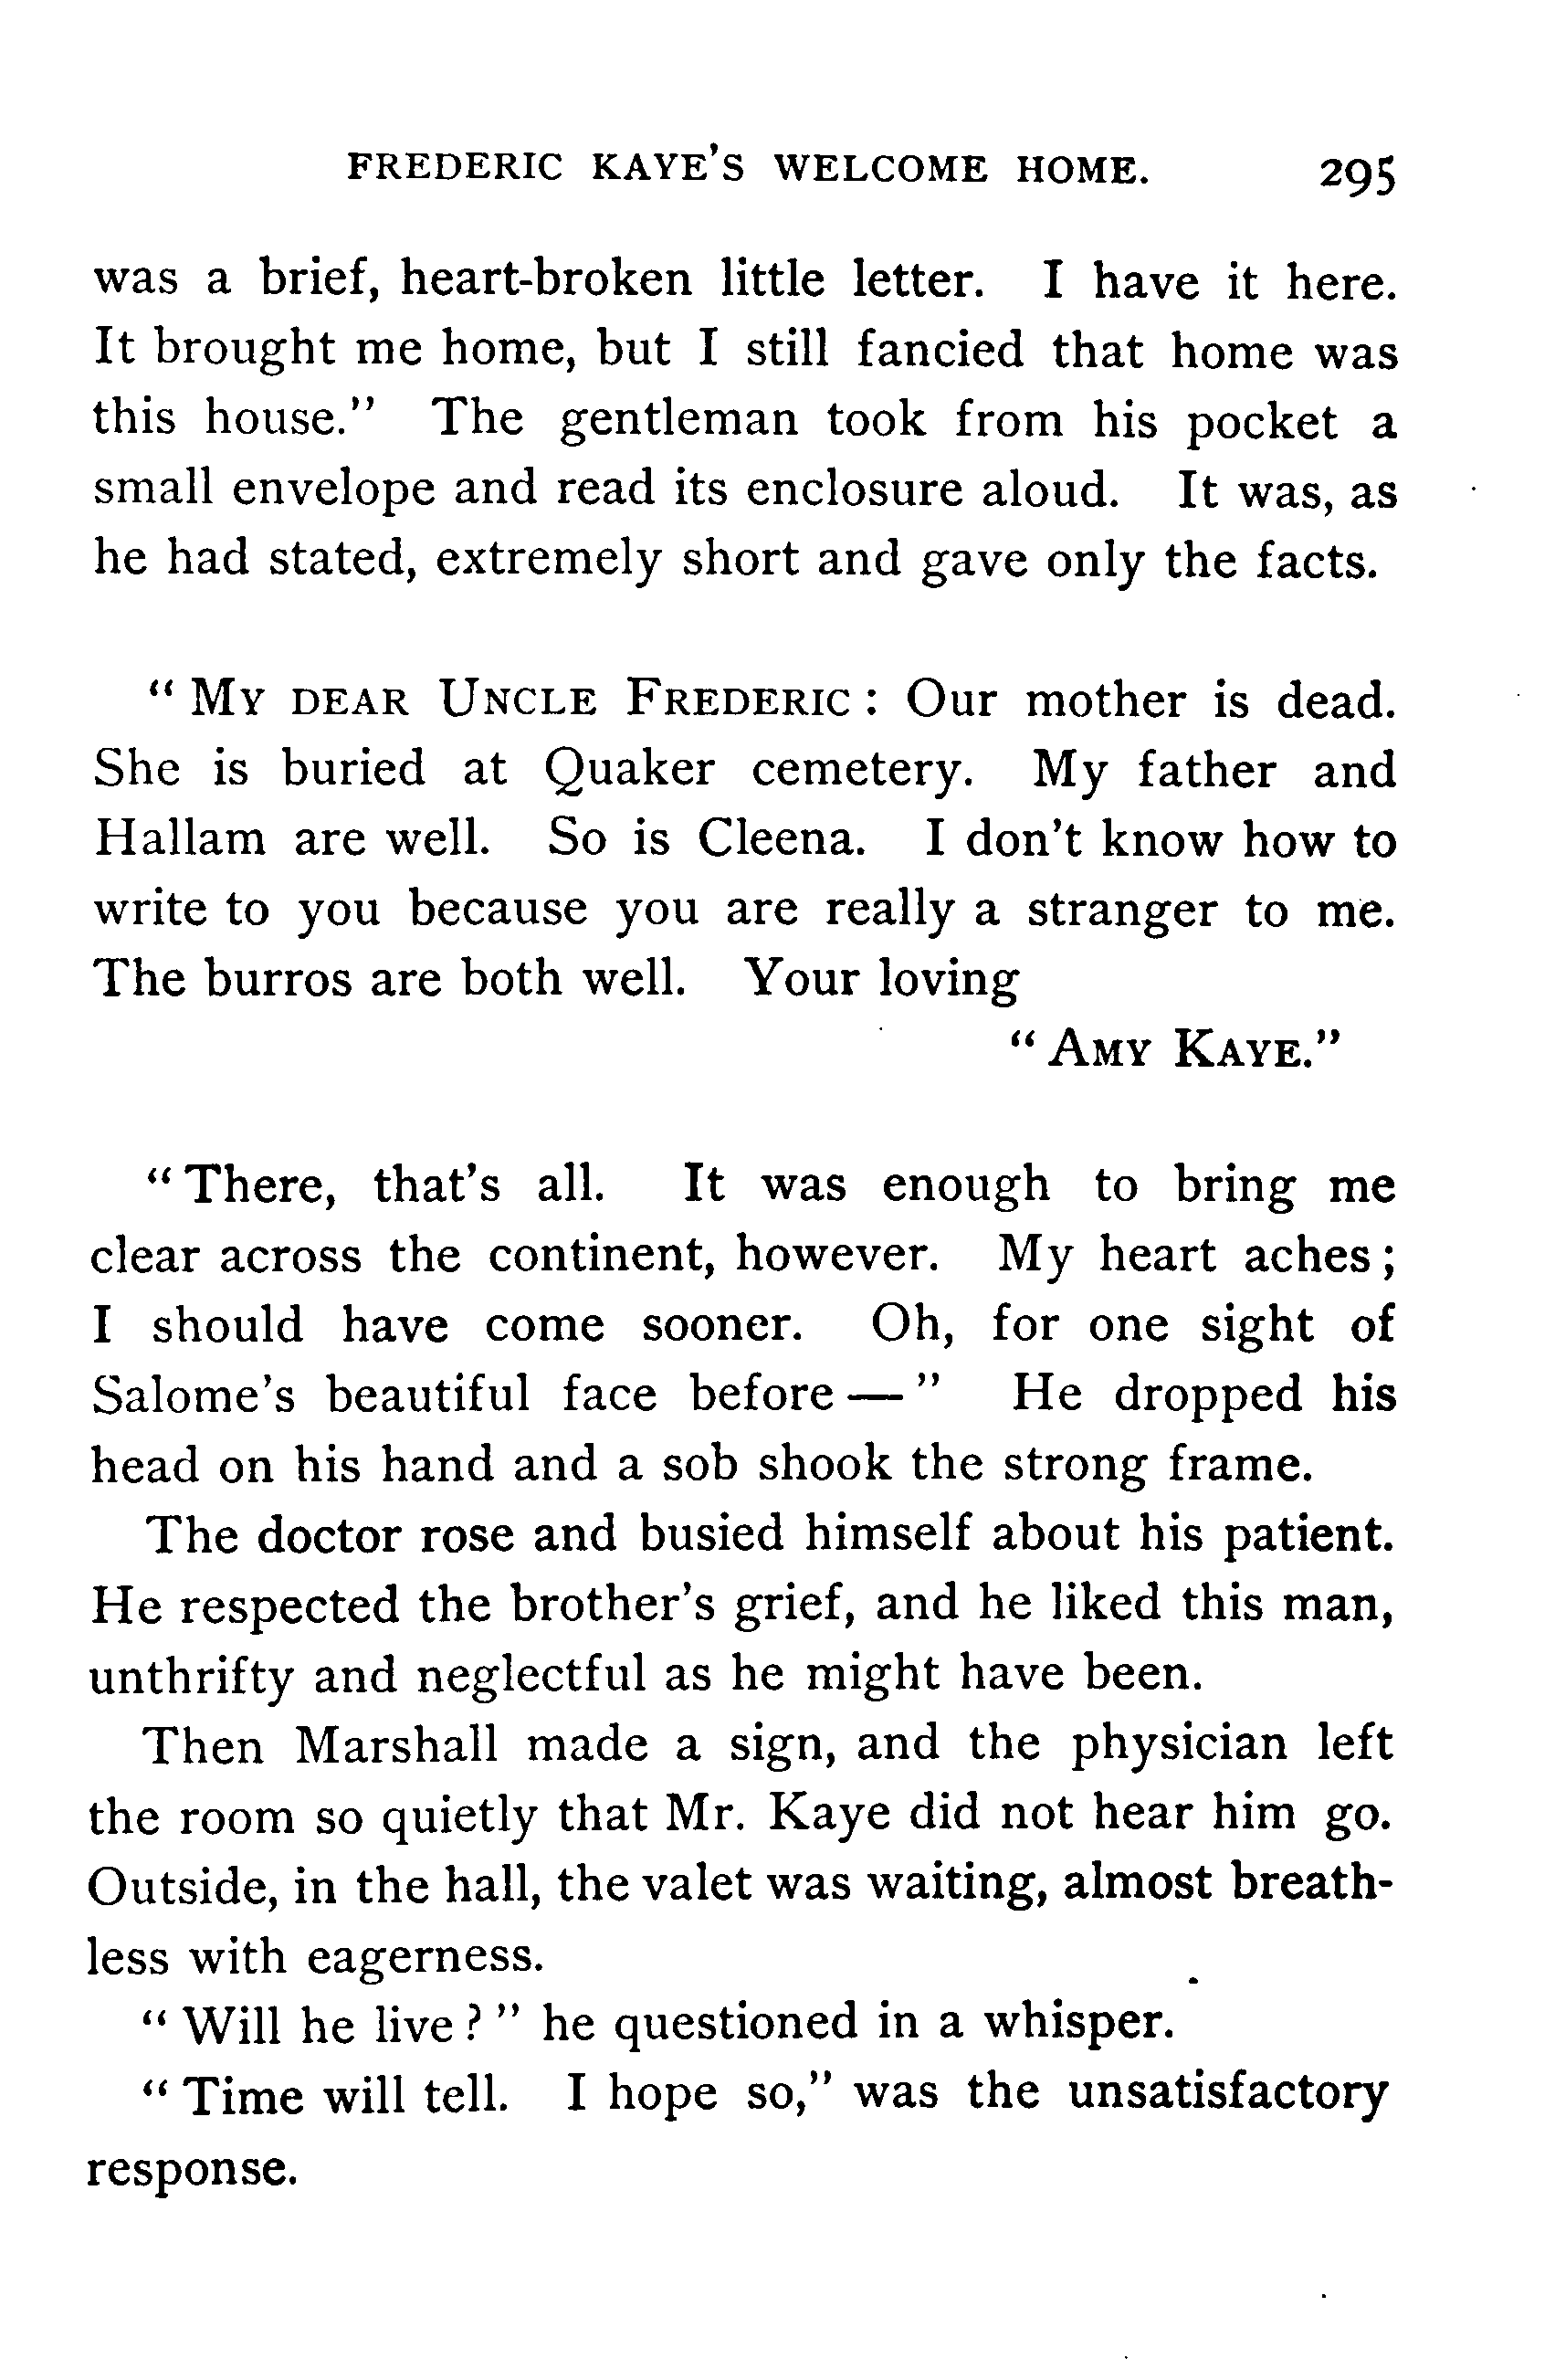 FREDERIC KAYE'S WELCOME HOME. 295
was a brief, heart-broken little letter. I have it here.
It brought me home, but I still fancied that home was
this house." The gentleman took from his pocket a
small envelope and read its enclosure aloud. It was, as
he had stated, extremely short and gave only the facts.
"MY DEAR UNCLE FREDERIC: Our mother is dead.
She is buried at Quaker cemetery. My father and
Hallam are well. So is Cleena. I don't know how to
write to you because you are really a stranger to me.
The burros are both well. Your loving
"AMY KAYE."
"There, that's all. It was enough to bring me
clear across the continent, however. My heart aches;
I should have come sooner. Oh, for one sight of
Salome's beautiful face before—" He dropped his
head on his hand and a sob shook the strong frame.
The doctor rose and busied himself about his patient.
He respected the brother's grief, and he liked this man,
unthrifty and neglectful as he might have been.
Then Marshall made a sign, and the physician left
the room so quietly that Mr. Kaye did not hear him go.
Outside, in the hall, the valet was waiting, almost breath-
less with eagerness.
"Will he live?" he questioned in a whisper.
"Time will tell. I hope so," was the unsatisfactory
response.